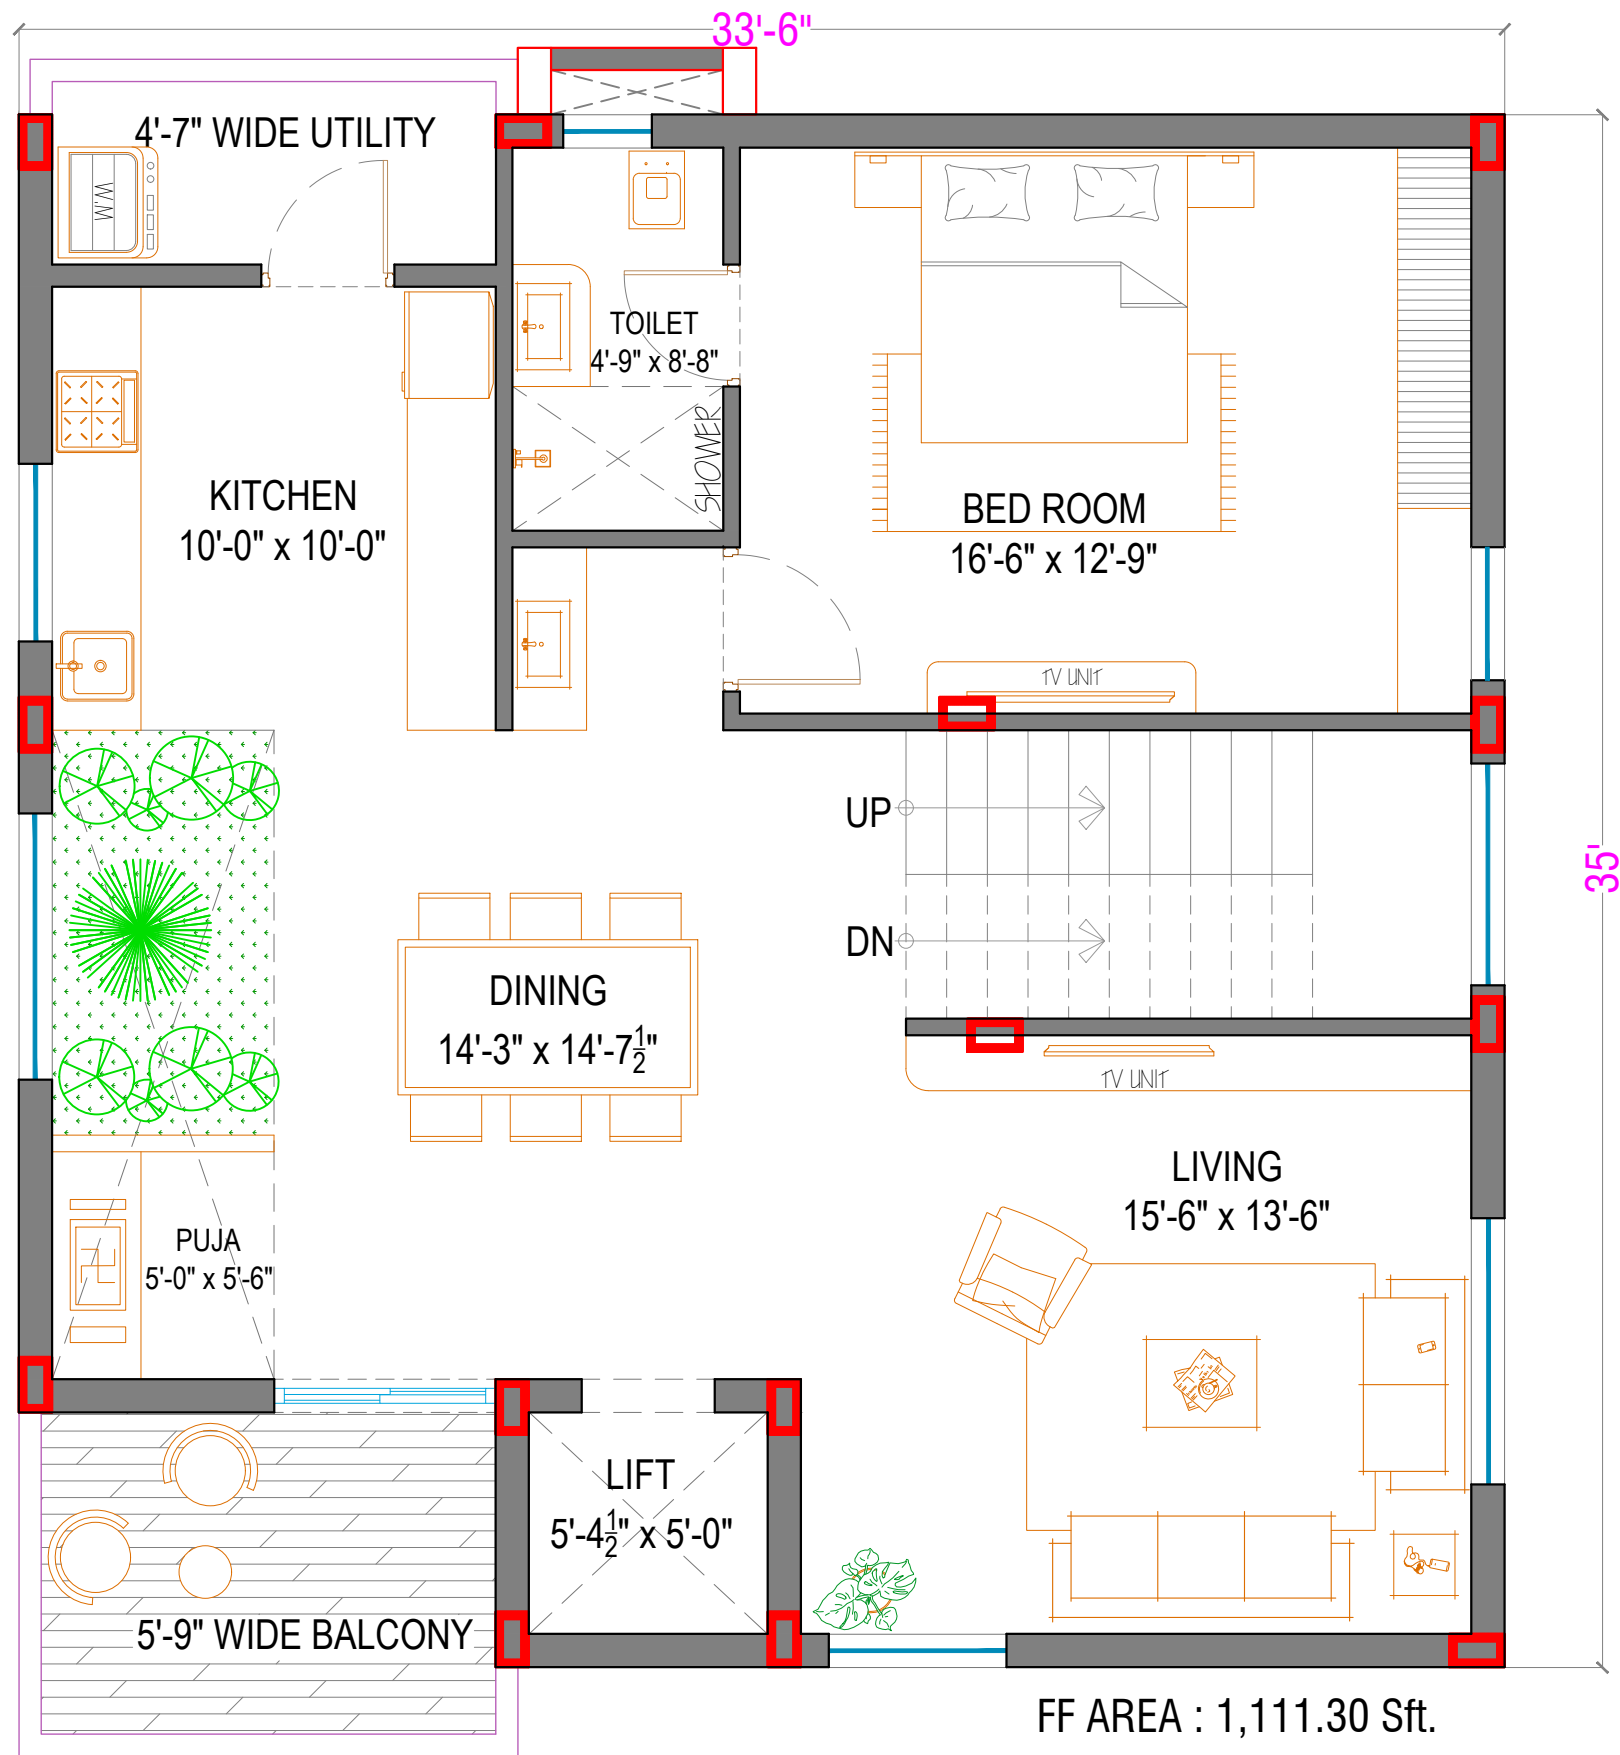 33'-6"
4'-7" WIDE UTILITY
W.M
TOILET
4'-9" x 8'-8"
SHOWER
KITCHEN
10'-0" x 10'-0"
BED ROOM
16'-6" x 12'-9"
TV UNIT
UP
DN
35'
DINING
14'-3" x 14'-7½"
TV UNIT
LIVING
15'-6" x 13'-6"
PUJA
5'-0" x 5'-6"
LIFT
5'-4½" x 5'-0"
5'-9" WIDE BALCONY
FF AREA : 1,111.30 Sft.